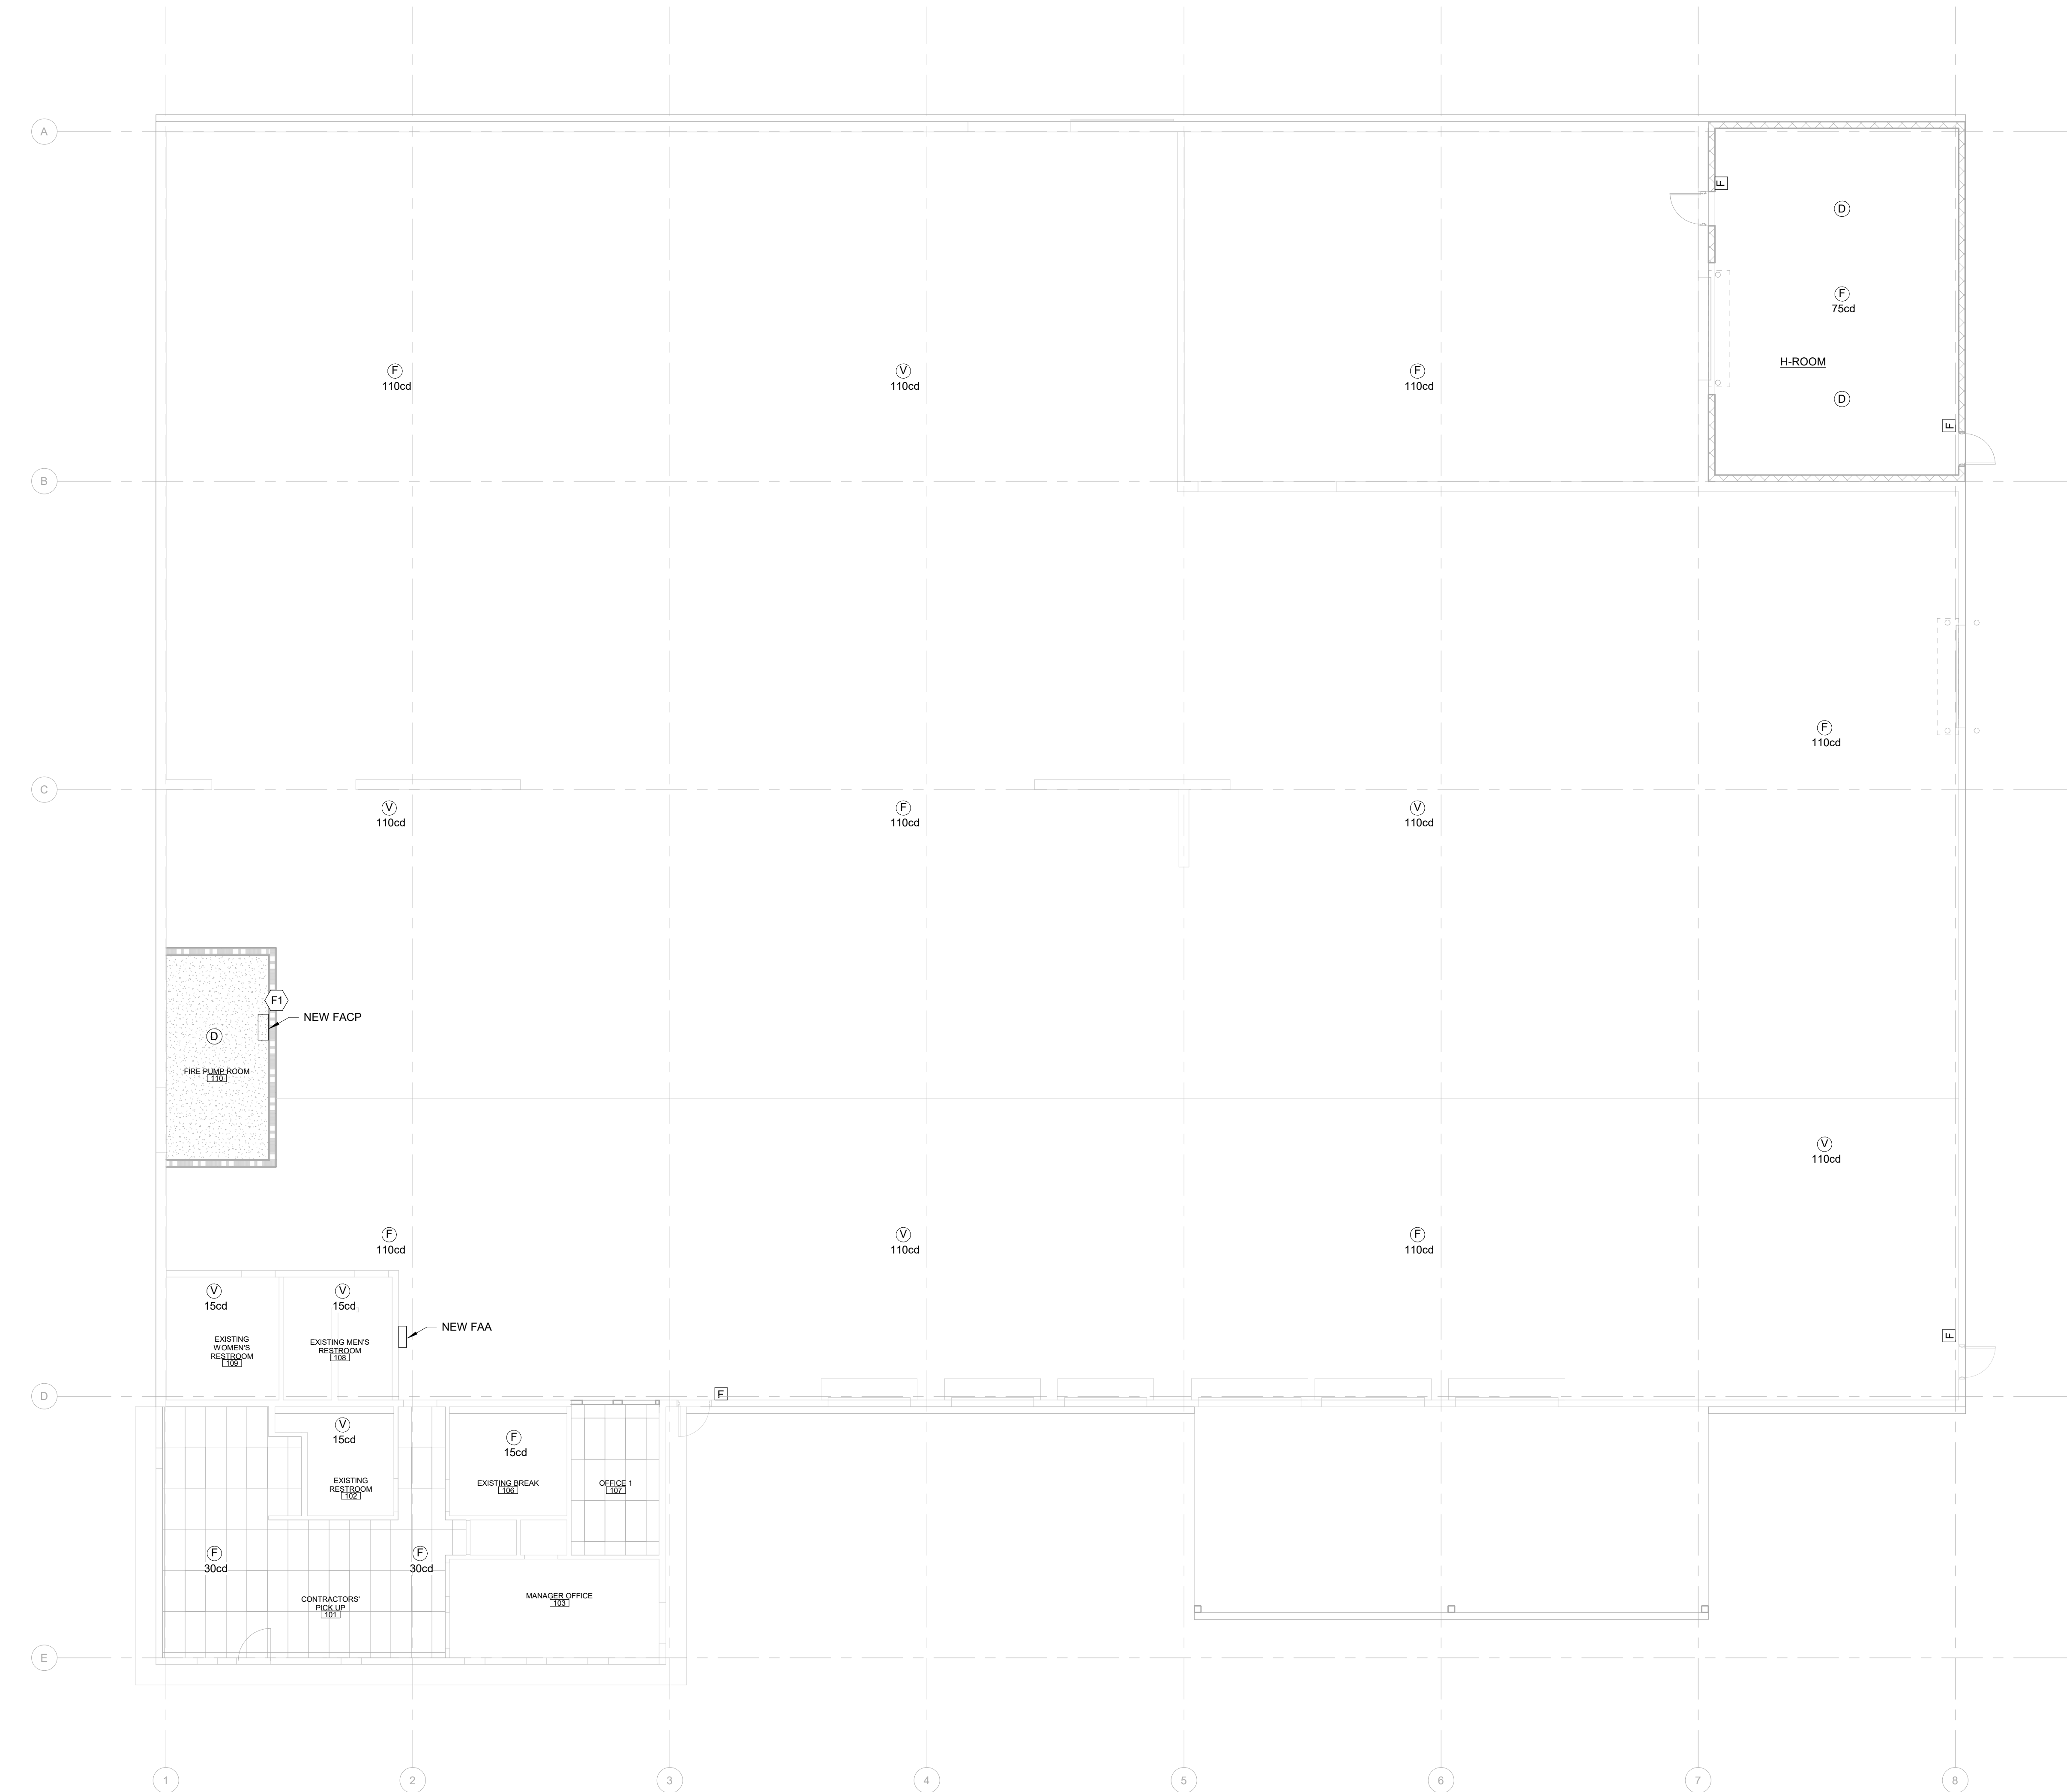 A
F
D
F
75cd
H-ROOM
F
110cd
V
110cd
F
110cd
D
F
B
F
110cd
C
V
110cd
F
110cd
V
110cd
F1
NEW FACP
D
FIRE PUMP ROOM
110
V
110cd
F
110cd
V
110cd
F
110cd
V
15cd
V
15cd
NEW FAA
F
EXISTING
WOMEN'S
RESTROOM
109
EXISTING MEN'S
RESTROOM
108
D
F
V
15cd
F
15cd
EXISTING
RESTROOM
102
EXISTING BREAK
106
OFFICE 1
107
F
30cd
F
30cd
CONTRACTORS'
PICK UP
101
MANAGER OFFICE
103
E
1 2 3 4 5 6 7 8